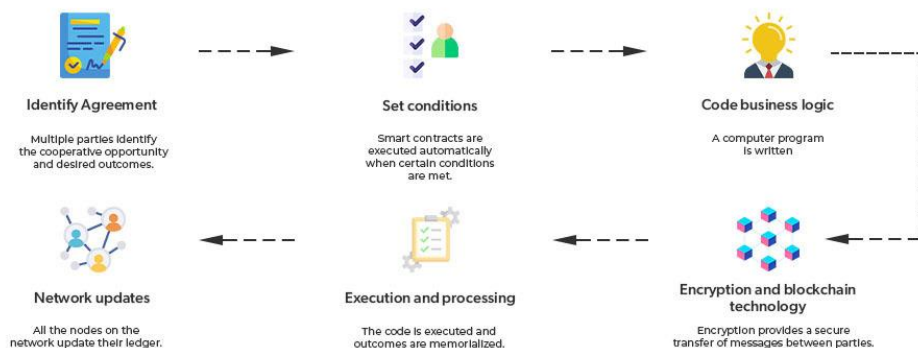 Identify Agreement
Multiple parties identify
the cooperative opportunity
and desired outcomes.
Set conditions
Smart contracts are
executed automatically
when certain conditions
are met.
Code business logic
A computer program
is written
Encryption and blockchain
technology
Encryption provides a secure
transfer of messages between parties.
Execution and processing
The code is executed and
outcomes are memorialized.
Network updates
All the nodes on the
network update their ledger.